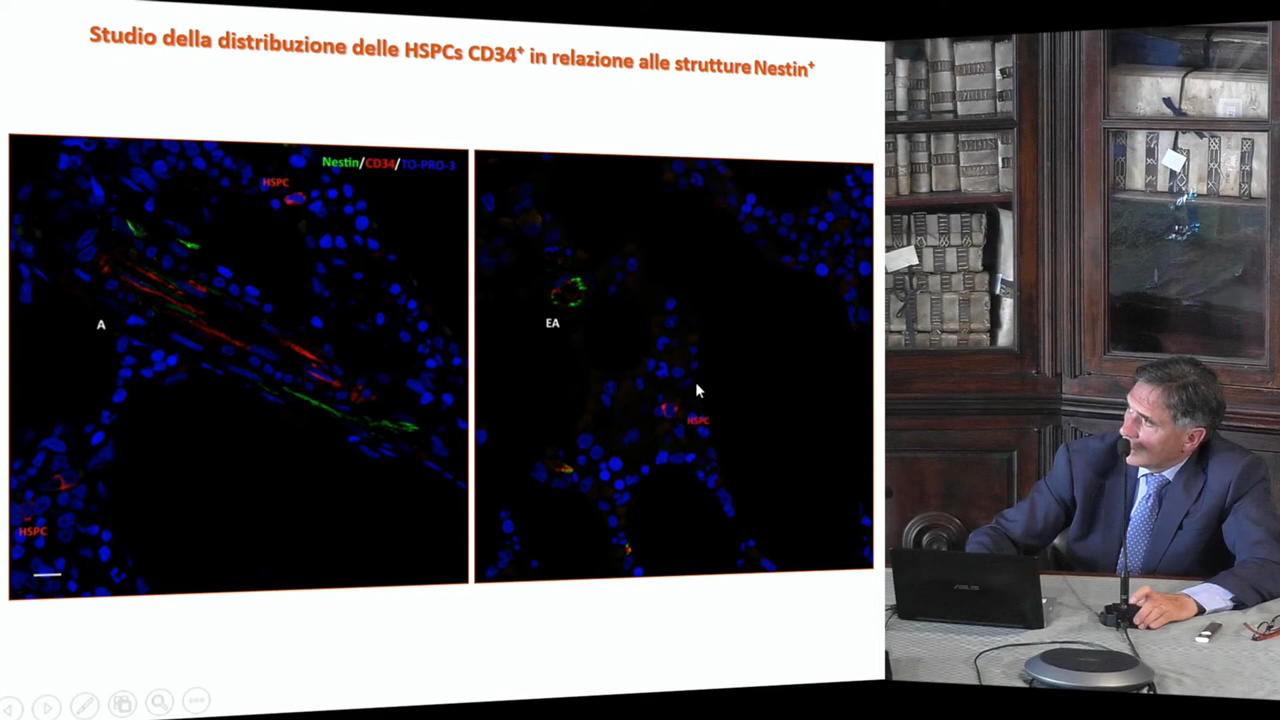 Studio della distribuzione delle HSPCs CD34⁺ in relazione alle strutture Nestin⁺
Nestin/CD34/TO-PRO-3
HSPC
A
HSPC
EA
HSPC
ASUS